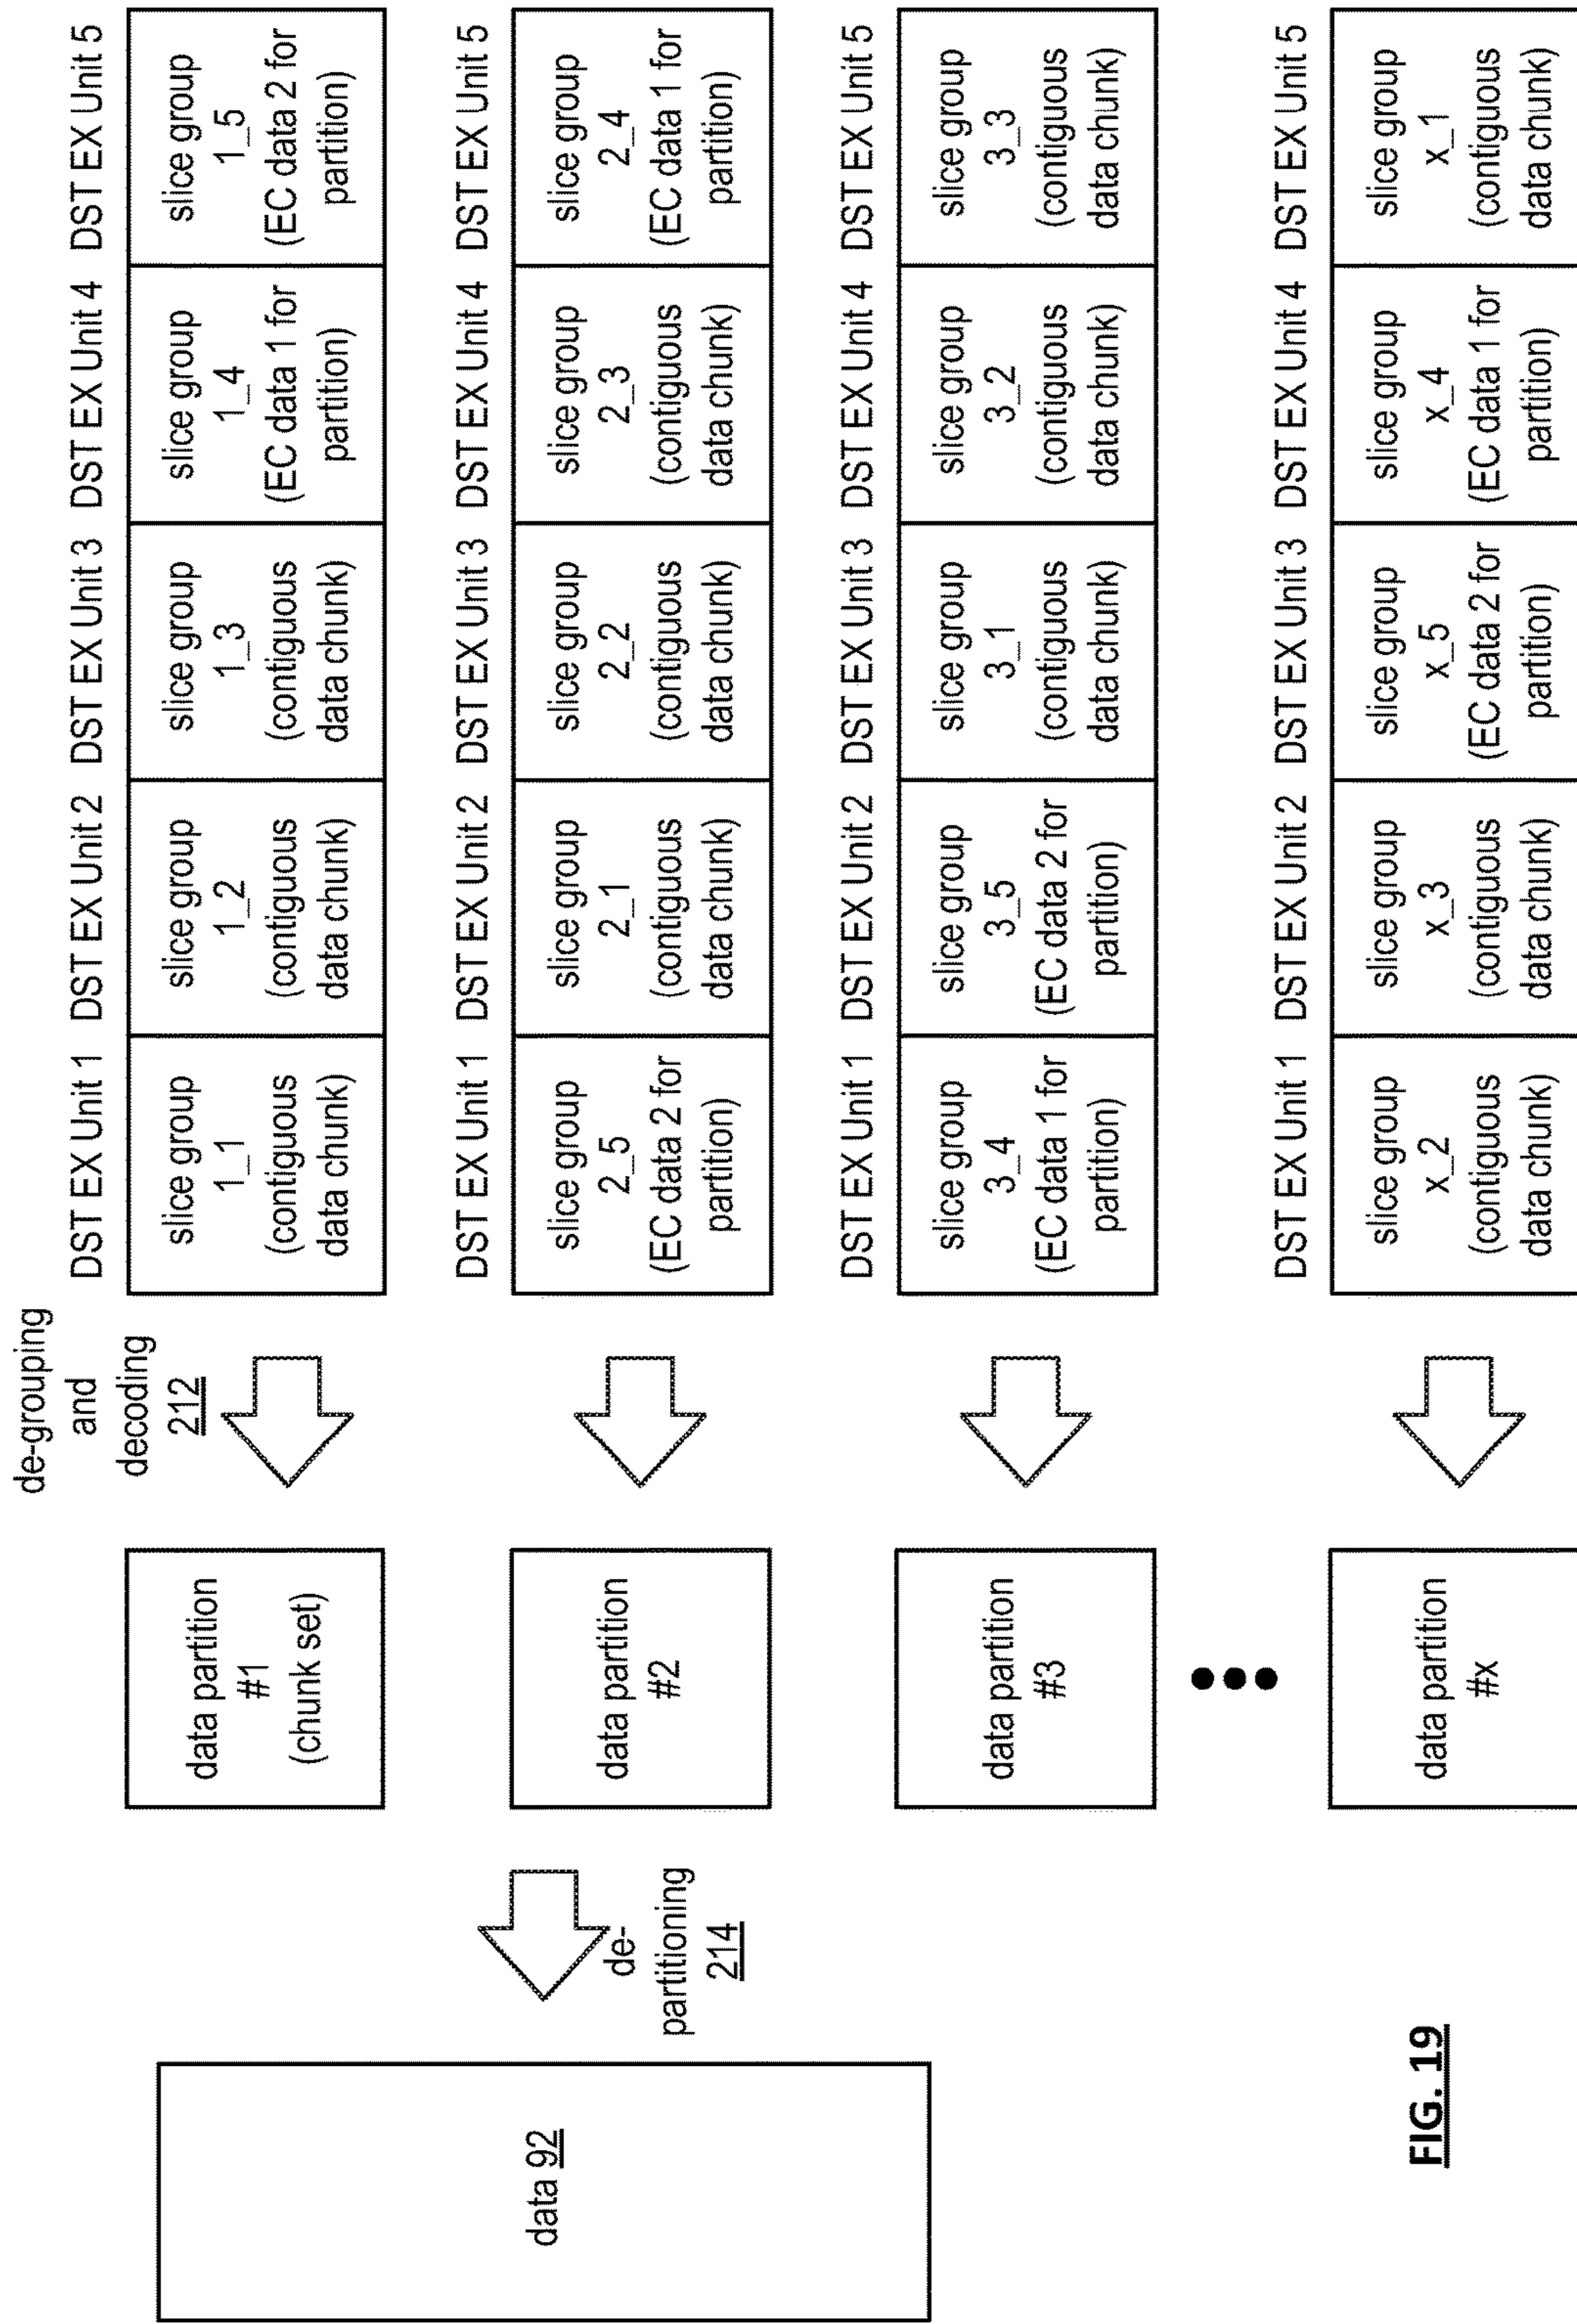 de-grouping
and
decoding
212
data 92
de-
partitioning
214
data partition
#1
(chunk set)
DST EX Unit 1
slice group
1_1
(contiguous
data chunk)
DST EX Unit 2
slice group
1_2
(contiguous
data chunk)
DST EX Unit 3
slice group
1_3
(contiguous
data chunk)
DST EX Unit 4
slice group
1_4
(EC data 1 for
partition)
DST EX Unit 5
slice group
1_5
(EC data 2 for
partition)
data partition
#2
DST EX Unit 1
slice group
2_5
(EC data 2 for
partition)
DST EX Unit 2
slice group
2_1
(contiguous
data chunk)
DST EX Unit 3
slice group
2_2
(contiguous
data chunk)
DST EX Unit 4
slice group
2_3
(contiguous
data chunk)
DST EX Unit 5
slice group
2_4
(EC data 1 for
partition)
data partition
#3
DST EX Unit 1
slice group
3_4
(EC data 1 for
partition)
DST EX Unit 2
slice group
3_5
(EC data 2 for
partition)
DST EX Unit 3
slice group
3_1
(contiguous
data chunk)
DST EX Unit 4
slice group
3_2
(contiguous
data chunk)
DST EX Unit 5
slice group
3_3
(contiguous
data chunk)
data partition
#x
DST EX Unit 1
slice group
x_2
(contiguous
data chunk)
DST EX Unit 2
slice group
x_3
(contiguous
data chunk)
DST EX Unit 3
slice group
x_5
(EC data 2 for
partition)
DST EX Unit 4
slice group
x_4
(EC data 1 for
partition)
DST EX Unit 5
slice group
x_1
(contiguous
data chunk)
FIG. 19